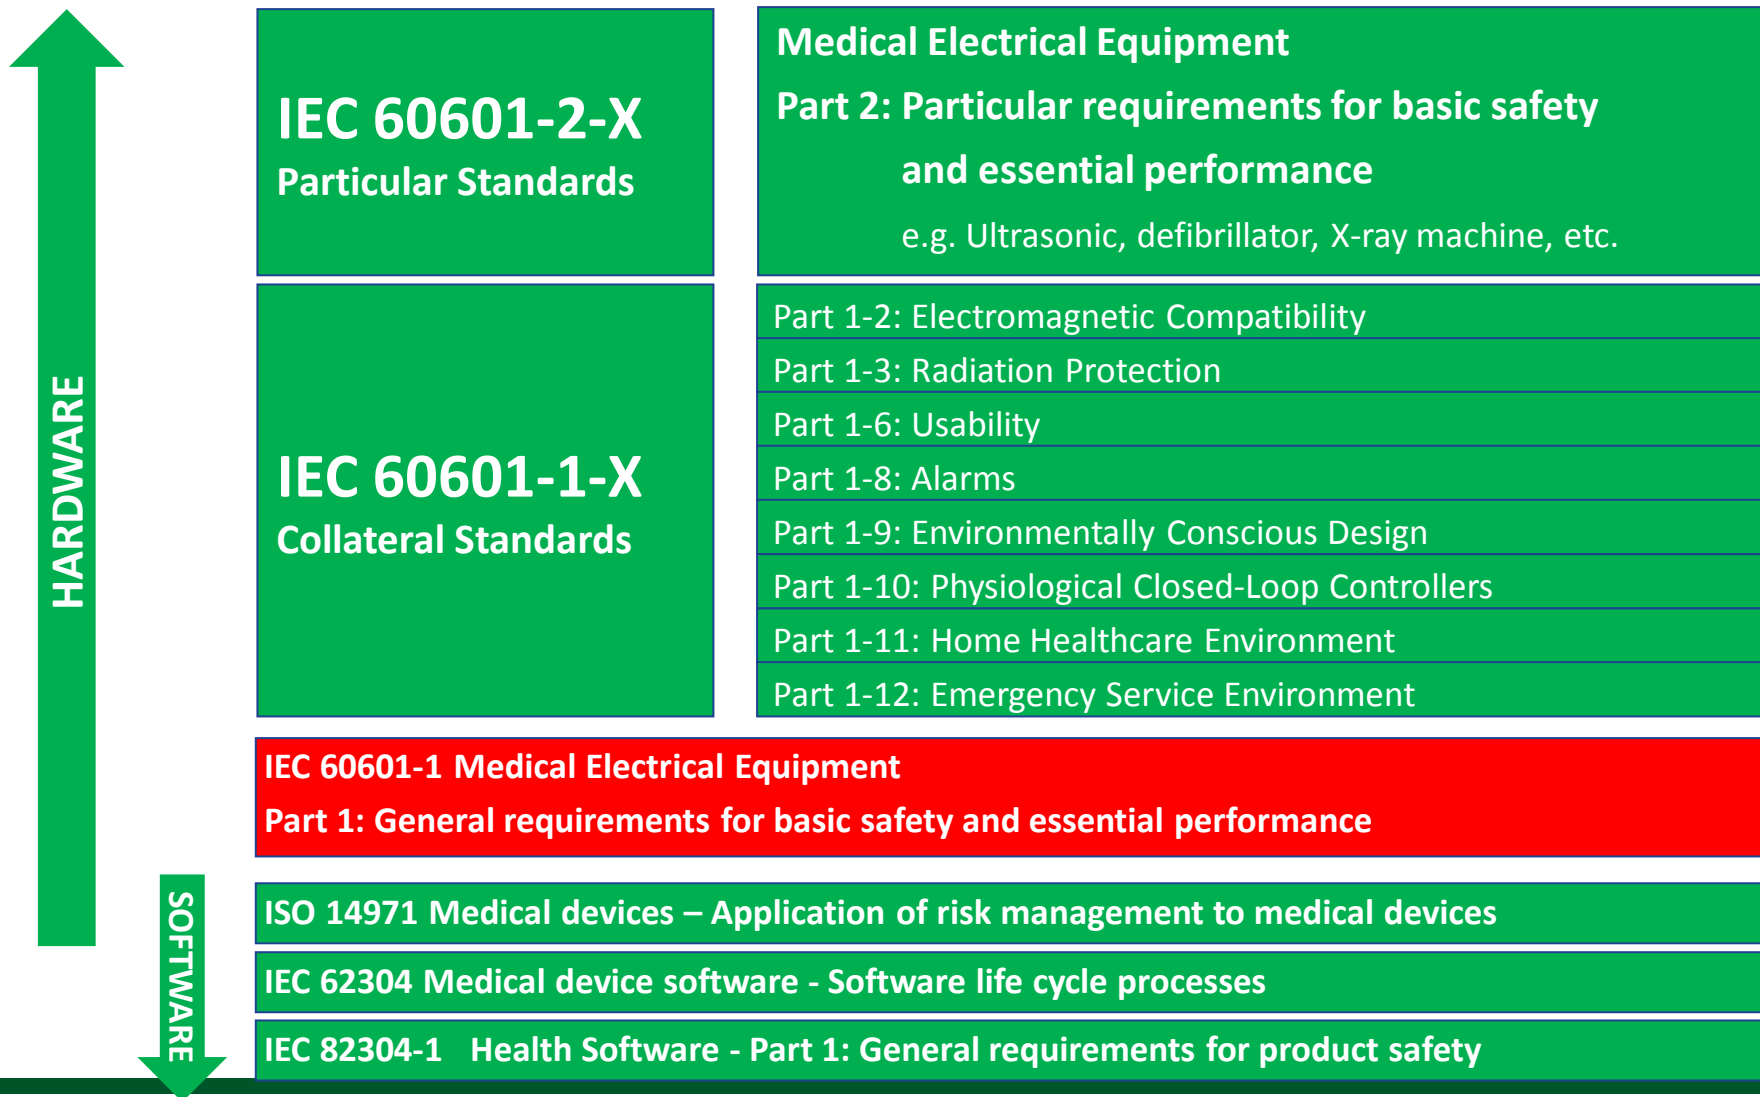 HARDWARE
IEC 60601-2-X
Particular Standards
Medical Electrical Equipment
Part 2: Particular requirements for basic safety
and essential performance
e.g. Ultrasonic, defibrillator, X-ray machine, etc.
IEC 60601-1-X
Collateral Standards
Part 1-2: Electromagnetic Compatibility
Part 1-3: Radiation Protection
Part 1-6: Usability
Part 1-8: Alarms
Part 1-9: Environmentally Conscious Design
Part 1-10: Physiological Closed-Loop Controllers
Part 1-11: Home Healthcare Environment
Part 1-12: Emergency Service Environment
IEC 60601-1 Medical Electrical Equipment
Part 1: General requirements for basic safety and essential performance
SOFTWARE
ISO 14971 Medical devices – Application of risk management to medical devices
IEC 62304 Medical device software - Software life cycle processes
IEC 82304-1 Health Software - Part 1: General requirements for product safety